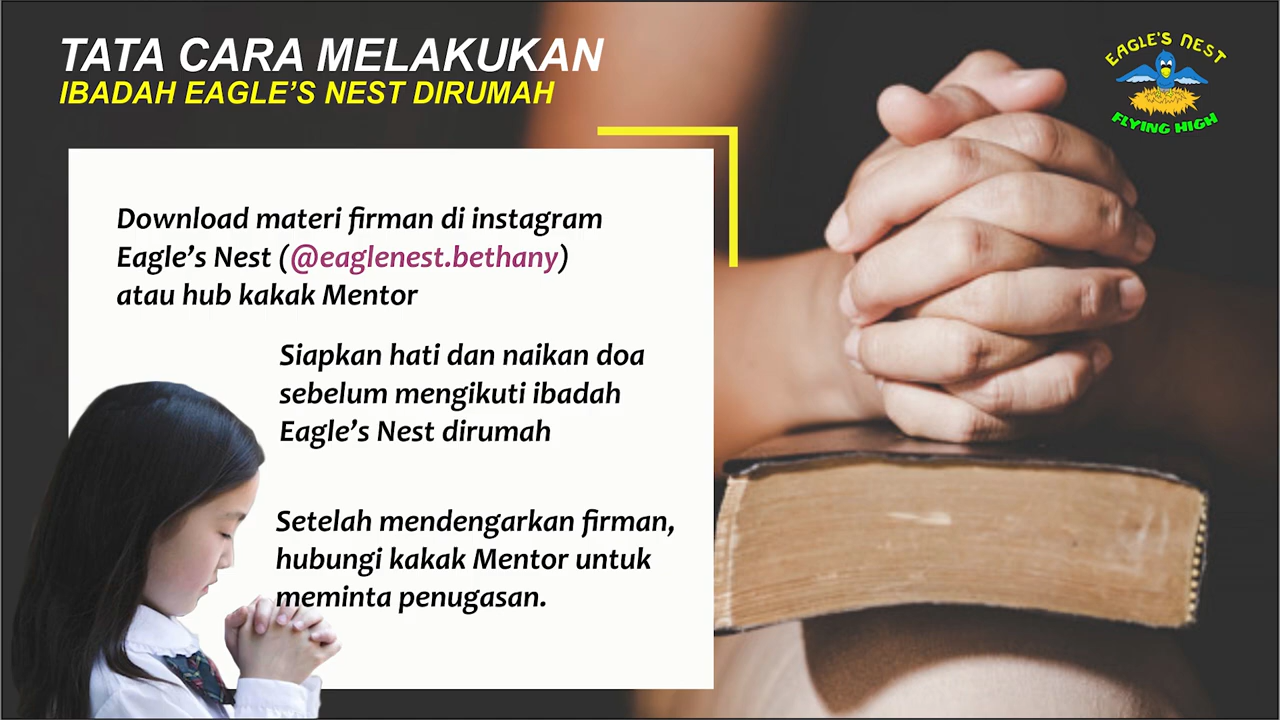 TATA CARA MELAKUKAN
IBADAH EAGLE'S NEST DIRUMAH
EAGLE'S NEST
FLYING HIGH
Download materi firman di instagram
Eagle's Nest (@eaglenest.bethany)
atau hub kakak Mentor
Siapkan hati dan naikan doa
sebelum mengikuti ibadah
Eagle's Nest dirumah
Setelah mendengarkan firman,
hubungi kakak Mentor untuk
meminta penugasan.